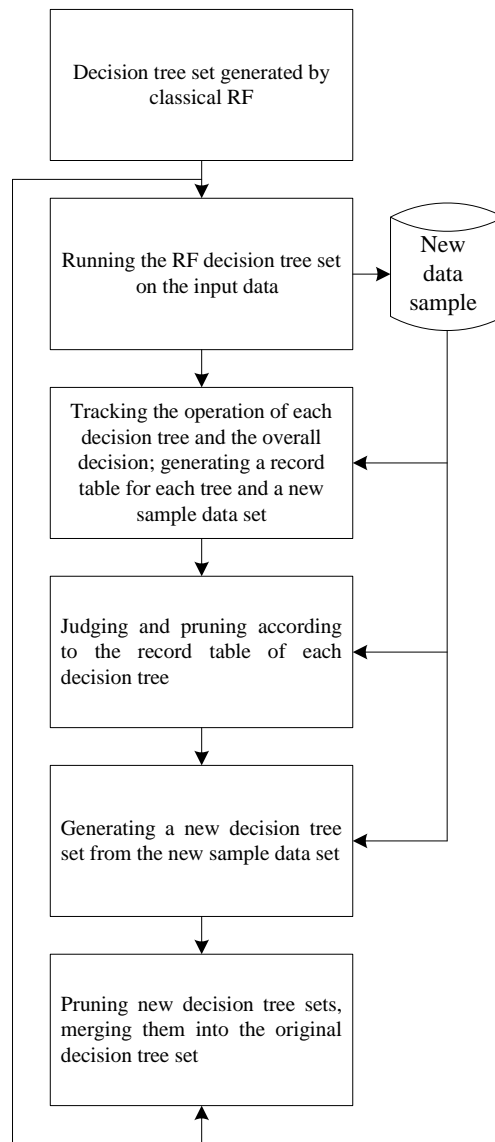 Decision tree set generated by
classical RF
Running the RF decision tree set
on the input data
New
data
sample
Tracking the operation of each
decision tree and the overall
decision; generating a record
table for each tree and a new
sample data set
Judging and pruning according
to the record table of each
decision tree
Generating a new decision tree
set from the new sample data set
Pruning new decision tree sets,
merging them into the original
decision tree set